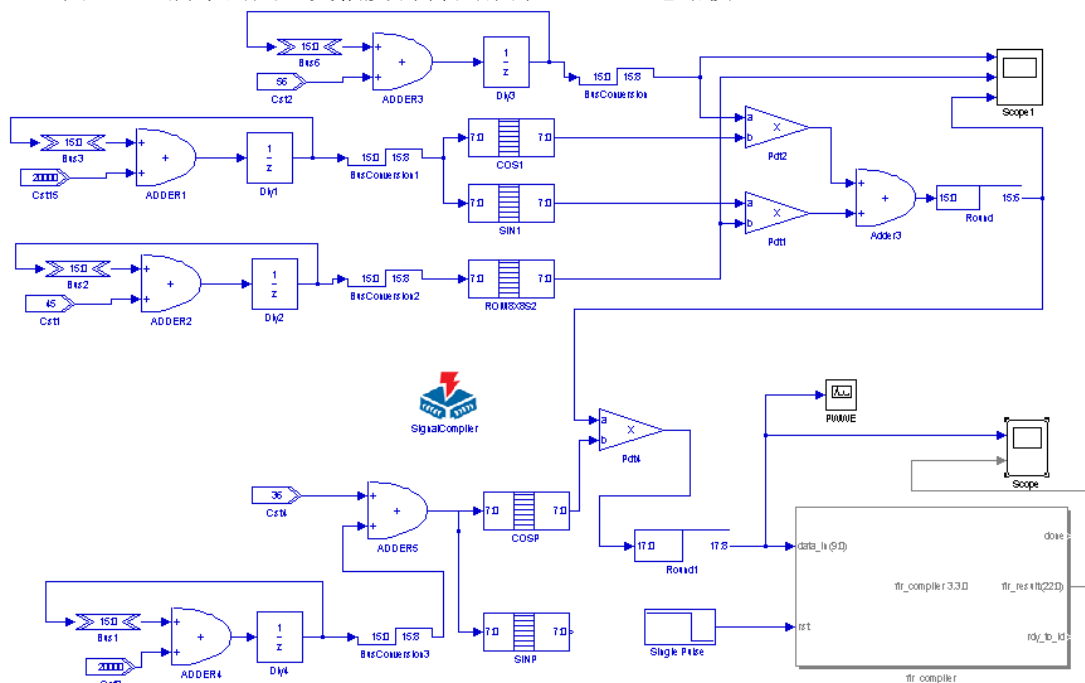 15:0
Bus5
56
Cst2
ADDER3
1
z
Dly3
15:0 15:8
BusConversion
Scope1
15:0
Bus3
20000
Cst15
ADDER1
1
z
Dly1
15:0 15:8
BusConversion1
7:0 7:0
COS1
a
b
x
Pdt2
7:0 7:0
SIN1
a
b
x
Pdt1
Adder3
15:0 15:6
Round
15:0
Bus2
45
Cst1
ADDER2
1
z
Dly2
15:0 15:8
BusConversion2
7:0 7:0
ROM8X8S2
SignalCompiler
a
b
x
Pdt4
PWWE
Scope
36
Cst4
ADDER5
7:0 7:0
COSP
17:0 17:8
Round1
data_in(9:0)
done
fir_compiler 3.3.0
fir_result(22:0)
rst
rdy_to_ld
fir compiler
Single Pulse
15:0
Bus1
20000
ADDER4
1
z
Dly4
15:0 15:8
BusConversion3
7:0 7:0
SINP